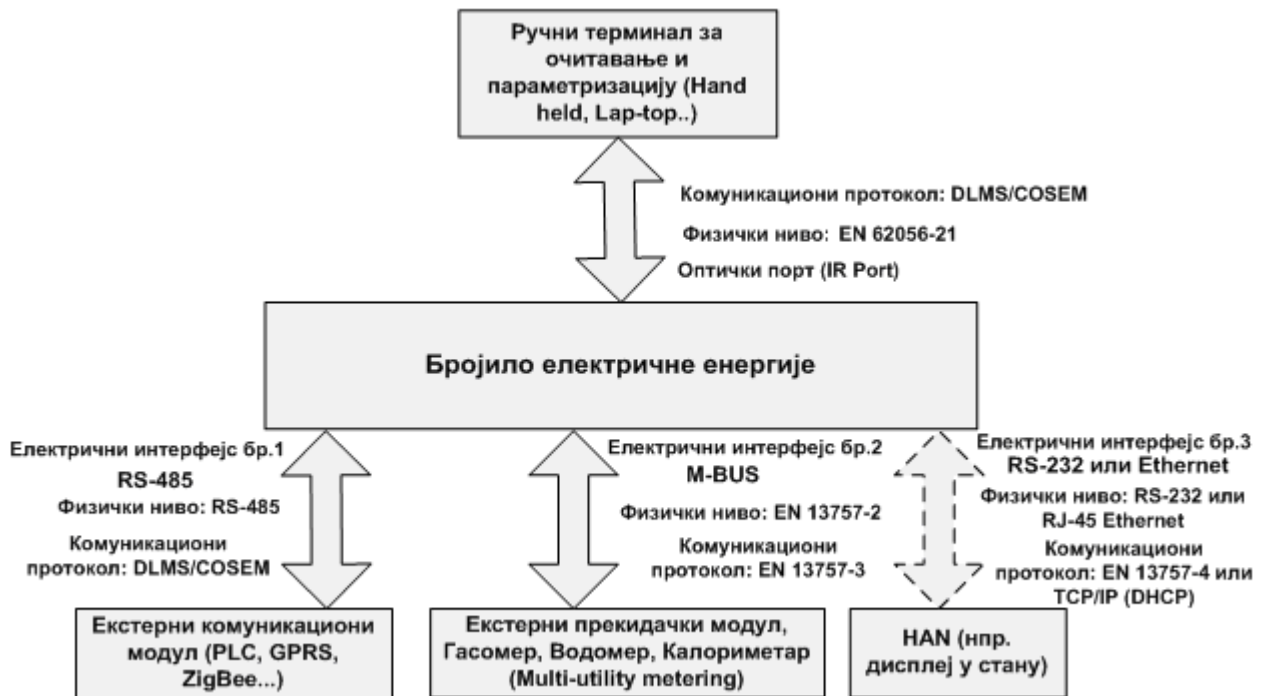 Ручни терминал за
очитавање и
параметризацију (Hand
held, Lap-top..)
Комуникациони протокол: DLMS/COSEM
Физички ниво: EN 62056-21
Оптички порт (IR Port)
Бројило електричне енергије
Електрични интерфејс бр.1
RS-485
Физички ниво: RS-485
Комуникациони
протокол: DLMS/COSEM
Електрични интерфејс бр.2
M-BUS
Физички ниво: EN 13757-2
Комуникациони
протокол: EN 13757-3
Електрични интерфејс бр.3
RS-232 или Ethernet
Физички ниво: RS-232 или
RJ-45 Ethernet
Комуникациони
протокол: EN 13757-4 или
TCP/IP (DHCP)
Екстерни комуникациони
модул (PLC, GPRS,
ZigBee...)
Екстерни прекидачки модул,
Гасомер, Водомер, Калориметар
(Multi-utility metering)
HAN (нпр.
дисплеј у стану)